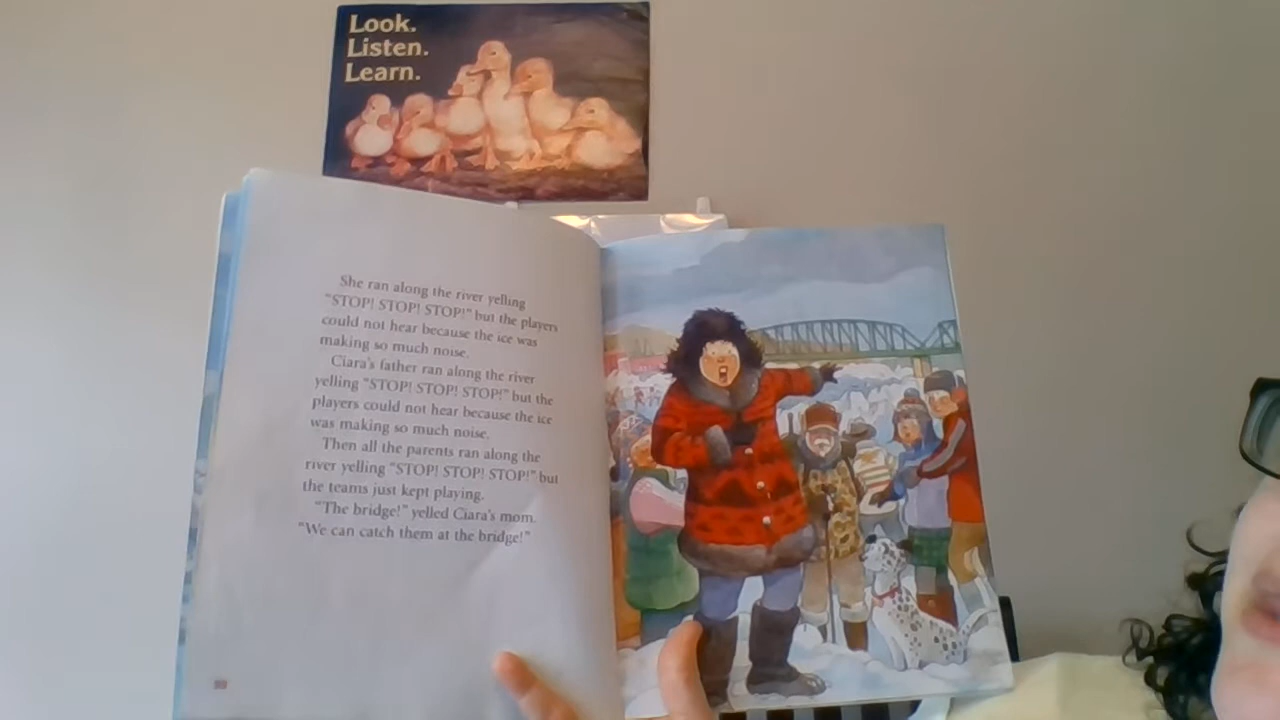 Look.
Listen.
Learn.
She ran along the river yelling
“STOP! STOP! STOP!” but the players
could not hear because the ice was
making so much noise.
Ciara’s father ran along the river
yelling “STOP! STOP! STOP!” but the
players could not hear because the ice
was making so much noise.
Then all the parents ran along the
river yelling “STOP! STOP! STOP!” but
the teams just kept playing.
“The bridge!” yelled Ciara’s mom.
“We can catch them at the bridge!”